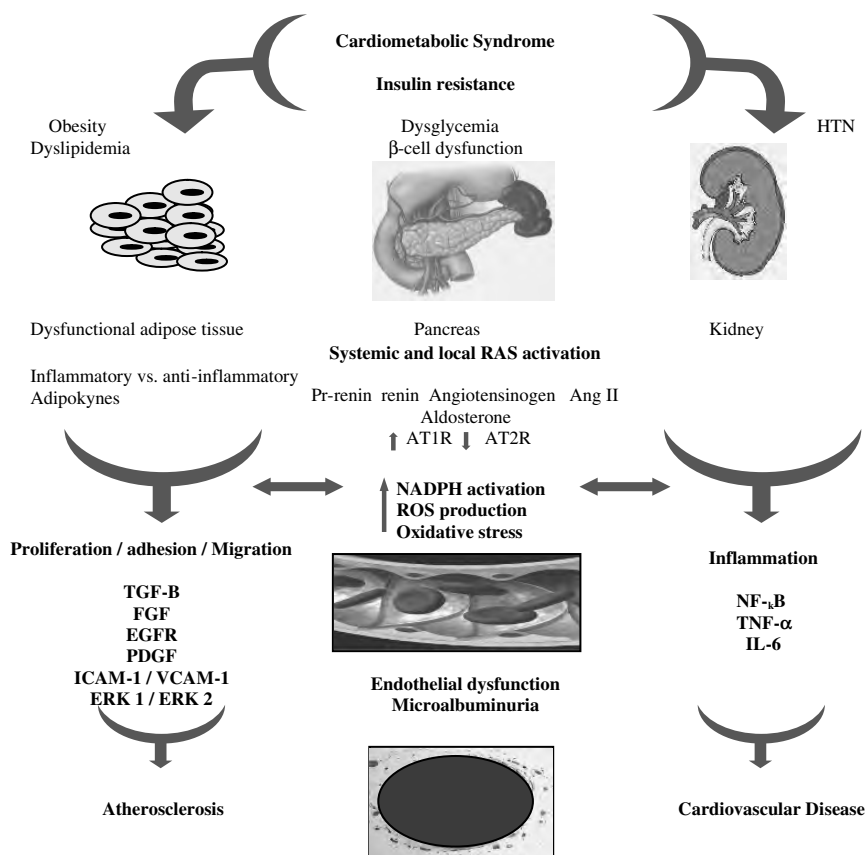 Cardiometabolic Syndrome
Insulin resistance
Obesity
Dyslipidemia
Dysglycemia
β-cell dysfunction
HTN
Dysfunctional adipose tissue
Pancreas
Kidney
Systemic and local RAS activation
Inflammatory vs. anti-inflammatory
Adipokynes
Pr-renin renin Angiotensinogen Ang II
Aldosterone
AT1R AT2R
NADPH activation
ROS production
Oxidative stress
Proliferation / adhesion / Migration
TGF-B
FGF
EGFR
PDGF
ICAM-1 / VCAM-1
ERK 1 / ERK 2
Inflammation
NF-kB
TNF-α
IL-6
Endothelial dysfunction
Microalbuminuria
Atherosclerosis
Cardiovascular Disease